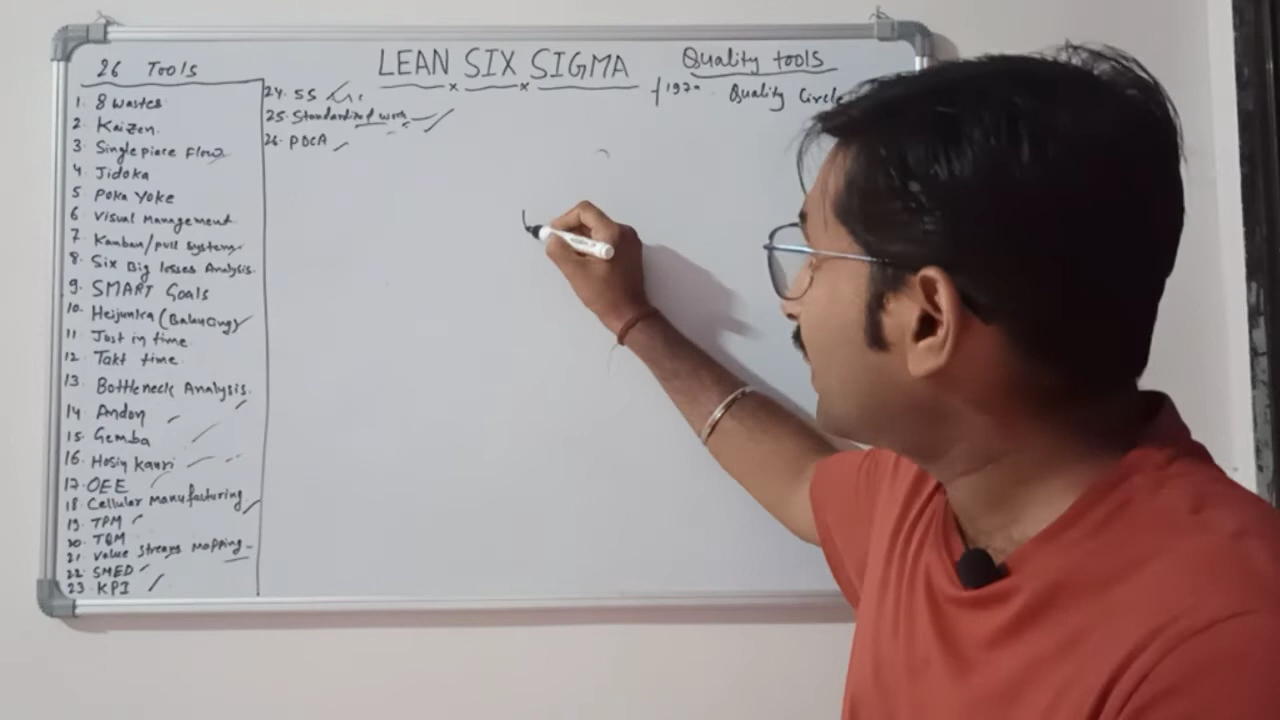 LEAN SIX SIGMA
Quality tools
197- Quality Circle
26 Tools
1. 8 wastes
2. Kaizen.
3. Single piece Flow
4. Jidoka
5 Poka Yoke
6 Visual Management
7. Kanban/pull systems
8. Six Big losses Analysis.
9. SMART Goals
10. Heijunka (Balancing)
11 Just in time
12. Takt time.
13. Bottleneck Analysis.
14. Andon
15. Gemba
16. Hosin Kanri
17. OEE
18. Cellular Manufacturing
19. TPM
20. TQM
21. Value stream Mapping
22. SMED
23. KPI
24. 5S
25. Standardized work
26. PDCA